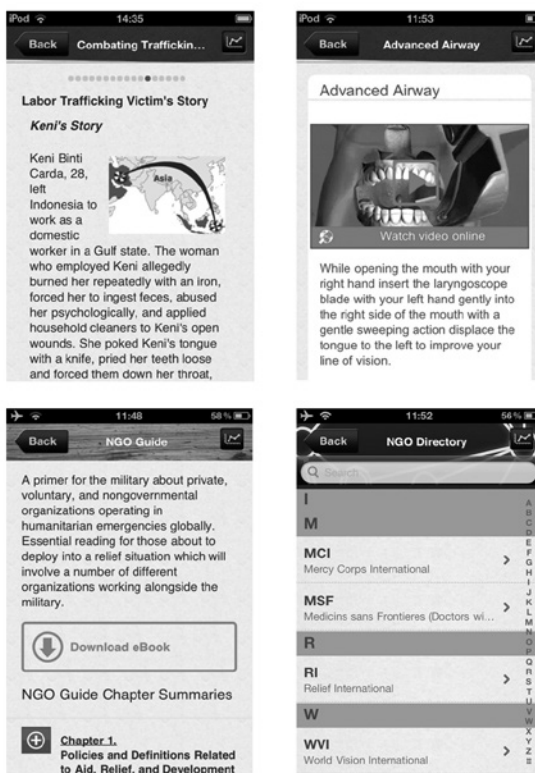 iPod 14:35
Back Combating Traffickin...
Labor Trafficking Victim's Story
Keni's Story
Keni Binti
Carda, 28,
left
Indonesia to
work as a
domestic
Asia
worker in a Gulf state. The woman
who employed Keni allegedly
burned her repeatedly with an iron,
forced her to ingest feces, abused
her psychologically, and applied
household cleaners to Keni's open
wounds. She poked Keni's tongue
with a knife, pried her teeth loose
and forced them down her throat,
iPod 11:53
Back Advanced Airway
Advanced Airway
Watch video online
While opening the mouth with your
right hand insert the laryngoscope
blade with your left hand gently into
the right side of the mouth with a
gentle sweeping action displace the
tongue to the left to improve your
line of vision.
11:48 58 %
Back NGO Guide
A primer for the military about private,
voluntary, and nongovernmental
organizations operating in
humanitarian emergencies globally.
Essential reading for those about to
deploy into a relief situation which will
involve a number of different
organizations working alongside the
military.
Download eBook
NGO Guide Chapter Summaries
Chapter 1.
Policies and Definitions Related
to Aid, Relief, and Development
11:52 56 %
Back NGO Directory
Search
I
M
MCI
Mercy Corps International
MSF
Medicins sans Frontieres (Doctors wi...
R
RI
Relief International
W
WVI
World Vision International
A
B
C
D
E
F
G
H
I
J
K
L
M
N
O
P
Q
R
S
T
U
V
W
X
Y
Z